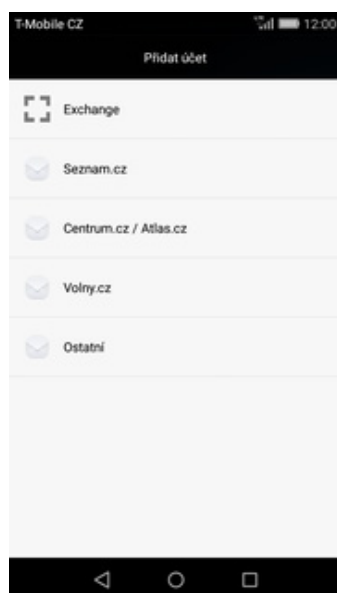 T-Mobile CZ 12:00
Přidat účet
Exchange
Seznam.cz
Centrum.cz / Atlas.cz
Volny.cz
Ostatní